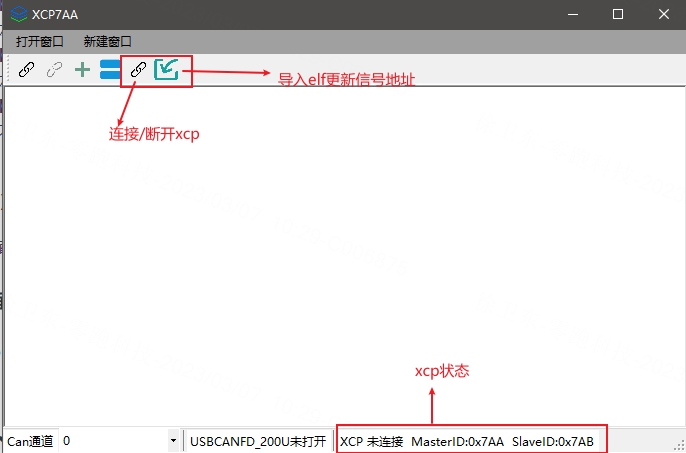 XCP7AA
打开窗口 新建窗口
导入elf更新信号地址
连接/断开xcp
xcp状态
Can通道 0 USBCANFD_200U未打开 XCP 未连接 MasterID:0x7AA SlaveID:0x7AB